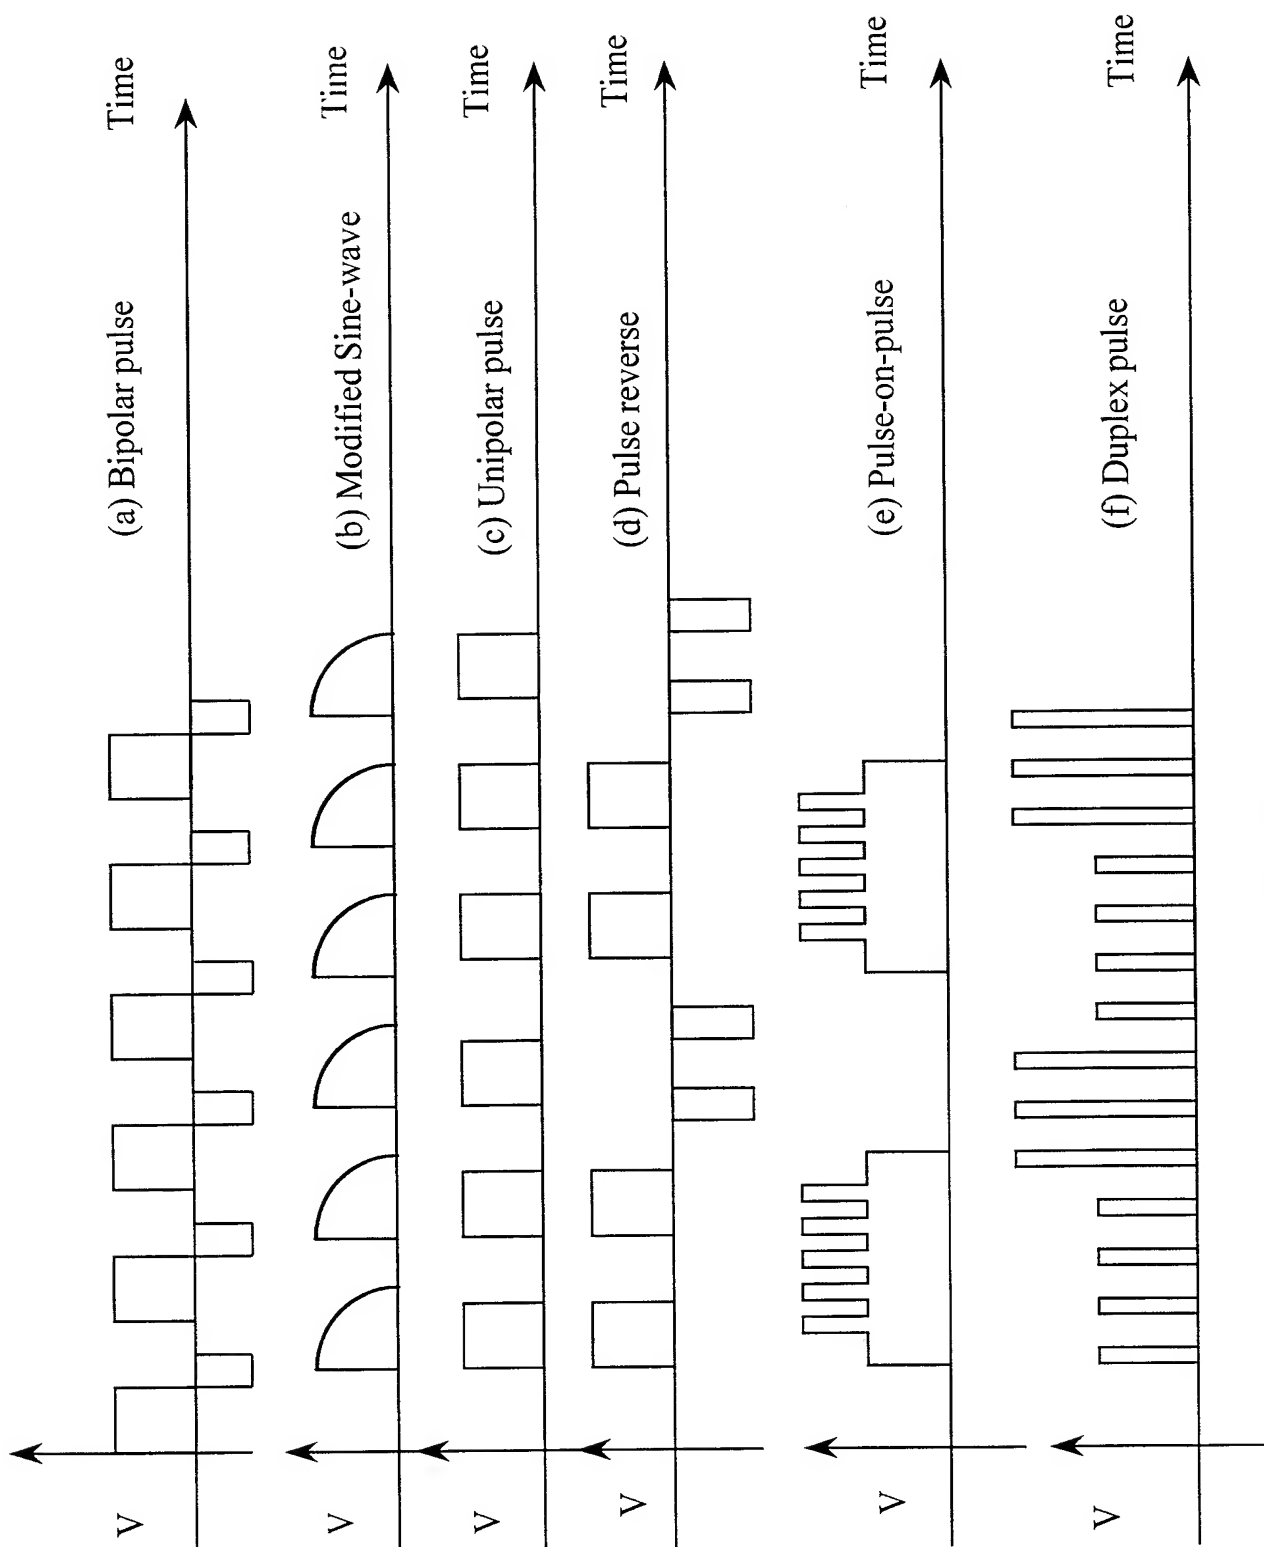 V
(a) Bipolar pulse
Time
V
(b) Modified Sine-wave
Time
V
(c) Unipolar pulse
Time
V
(d) Pulse reverse
Time
V
(e) Pulse-on-pulse
Time
V
(f) Duplex pulse
Time